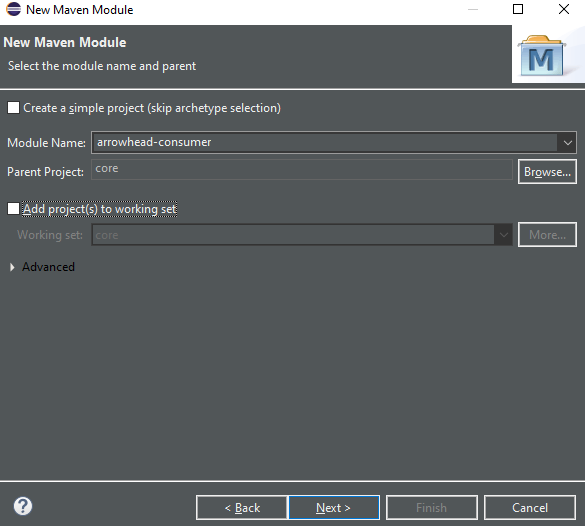 New Maven Module
New Maven Module
Select the module name and parent
M
Create a simple project (skip archetype selection)
Module Name: arrowhead-consumer
Parent Project: core Browse...
Add project(s) to working set
Working set: core More...
Advanced
? < Back Next > Finish Cancel